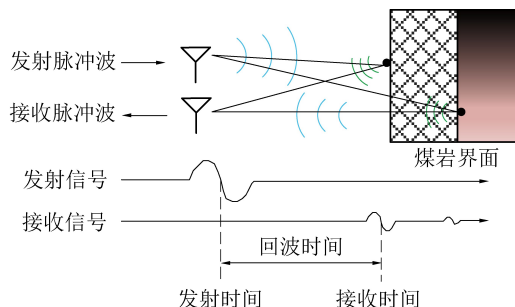 发射脉冲波
接收脉冲波
煤岩界面
发射信号
接收信号
回波时间
发射时间
接收时间